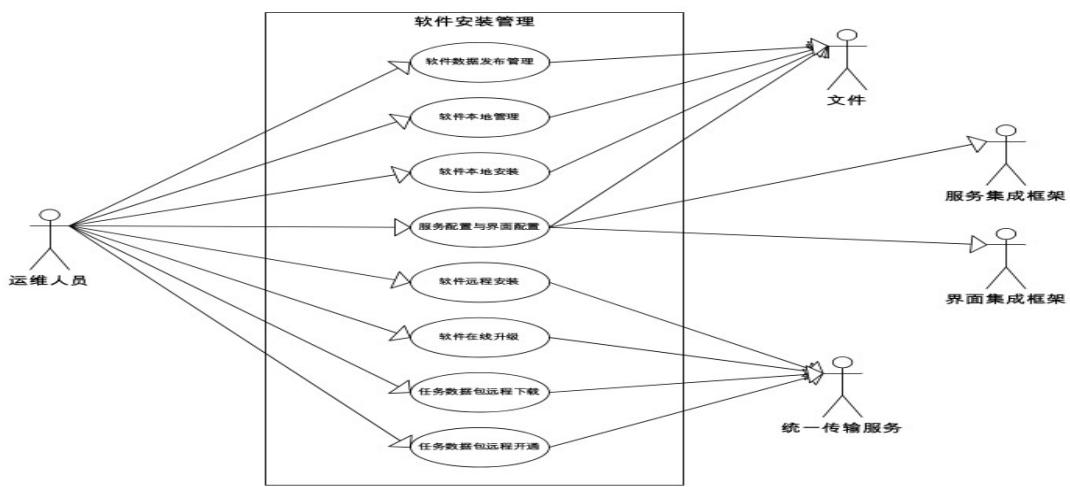 软件安装管理
软件数据发布管理
文件
软件本地管理
软件本地安装
服务集成框架
服务配置与界面配置
运维人员
软件远程安装
界面集成框架
软件在线升级
任务数据包远程下载
统一传输服务
任务数据包远程开通